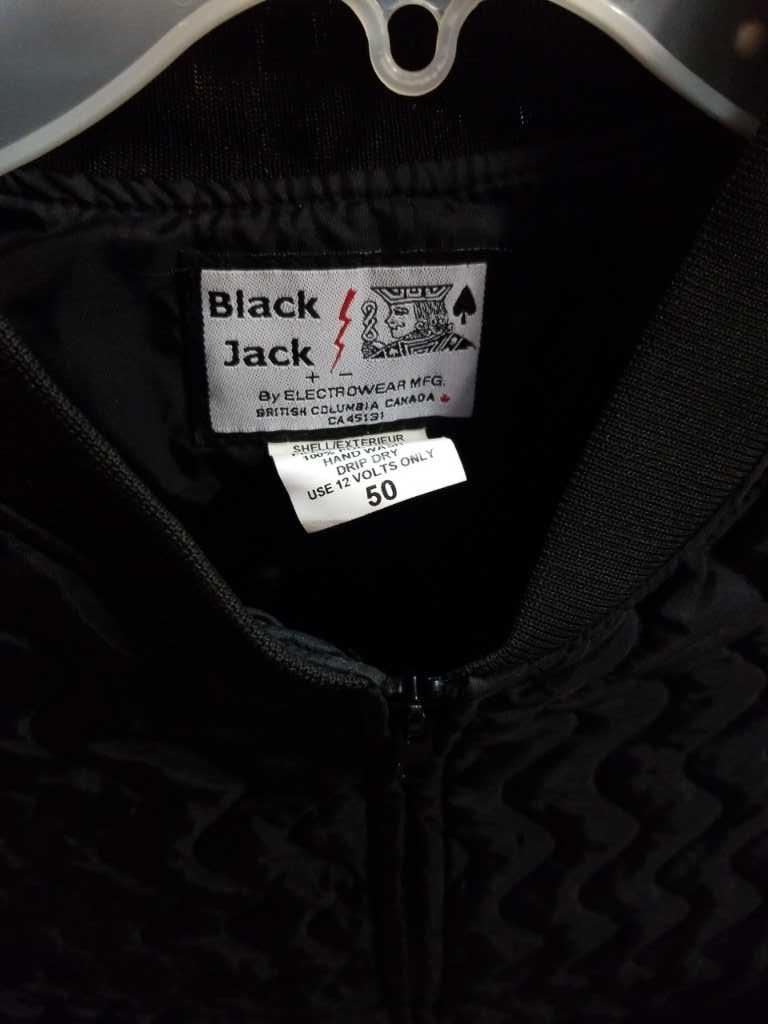 Black
Jack
+ –
By ELECTROWEAR MFG.
BRITISH COLUMBIA CANADA
CA45131
SHELL/EXTERIEUR
100%
HAND WASH
DRIP DRY
USE 12 VOLTS ONLY
50